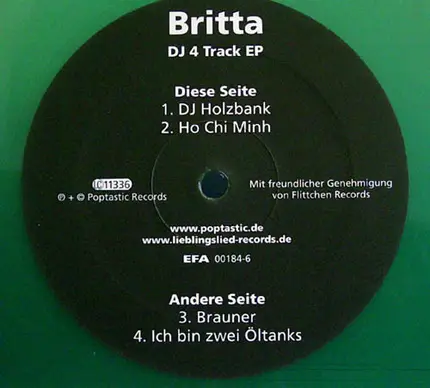 Britta
DJ 4 Track EP
Diese Seite
1. DJ Holzbank
2. Ho Chi Minh
LC11336
℗ + © Poptastic Records
Mit freundlicher Genehmigung
von Flittchen Records
www.poptastic.de
www.lieblingslied-records.de
EFA 00184-6
Andere Seite
3. Brauner
4. Ich bin zwei Öltanks